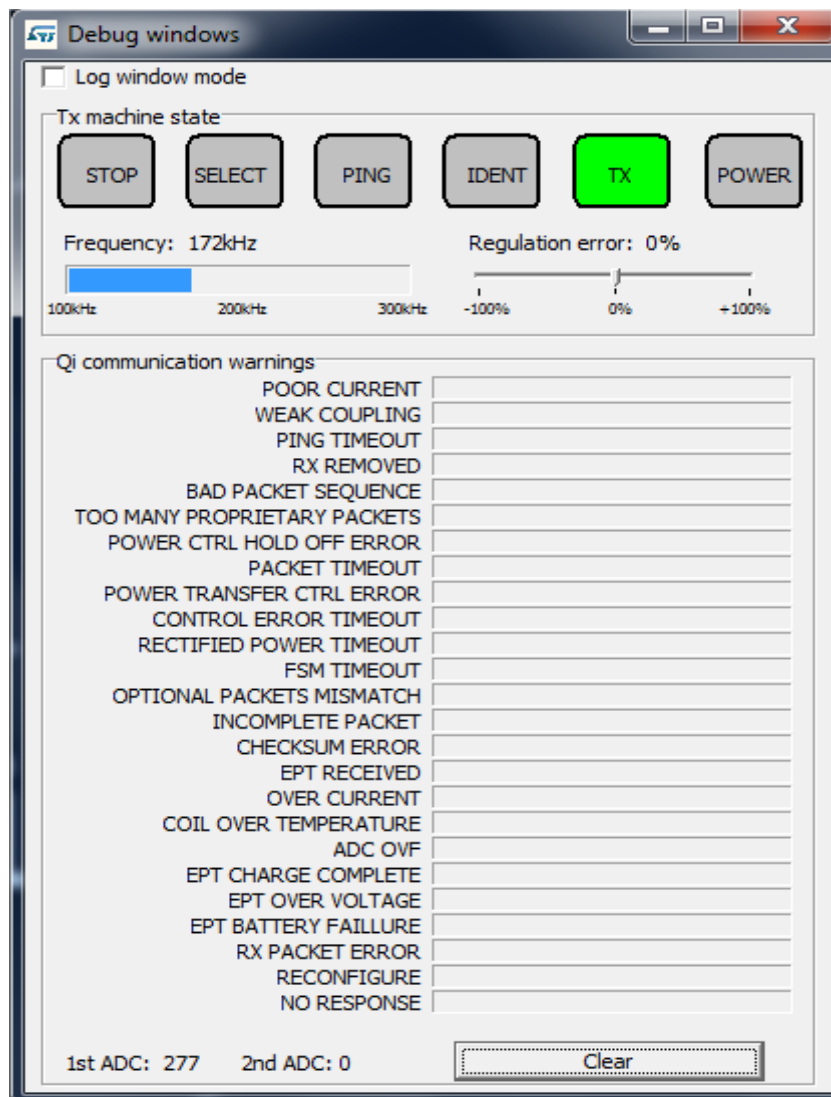 Debug windows
Log window mode
Tx machine state
STOP SELECT PING IDENT TX POWER
Frequency: 172kHz Regulation error: 0%
100kHz 200kHz 300kHz -100% 0% +100%
Qi communication warnings
POOR CURRENT
WEAK COUPLING
PING TIMEOUT
RX REMOVED
BAD PACKET SEQUENCE
TOO MANY PROPRIETARY PACKETS
POWER CTRL HOLD OFF ERROR
PACKET TIMEOUT
POWER TRANSFER CTRL ERROR
CONTROL ERROR TIMEOUT
RECTIFIED POWER TIMEOUT
FSM TIMEOUT
OPTIONAL PACKETS MISMATCH
INCOMPLETE PACKET
CHECKSUM ERROR
EPT RECEIVED
OVER CURRENT
COIL OVER TEMPERATURE
ADC OVF
EPT CHARGE COMPLETE
EPT OVER VOLTAGE
EPT BATTERY FAILLURE
RX PACKET ERROR
RECONFIGURE
NO RESPONSE
1st ADC: 277 2nd ADC: 0 Clear